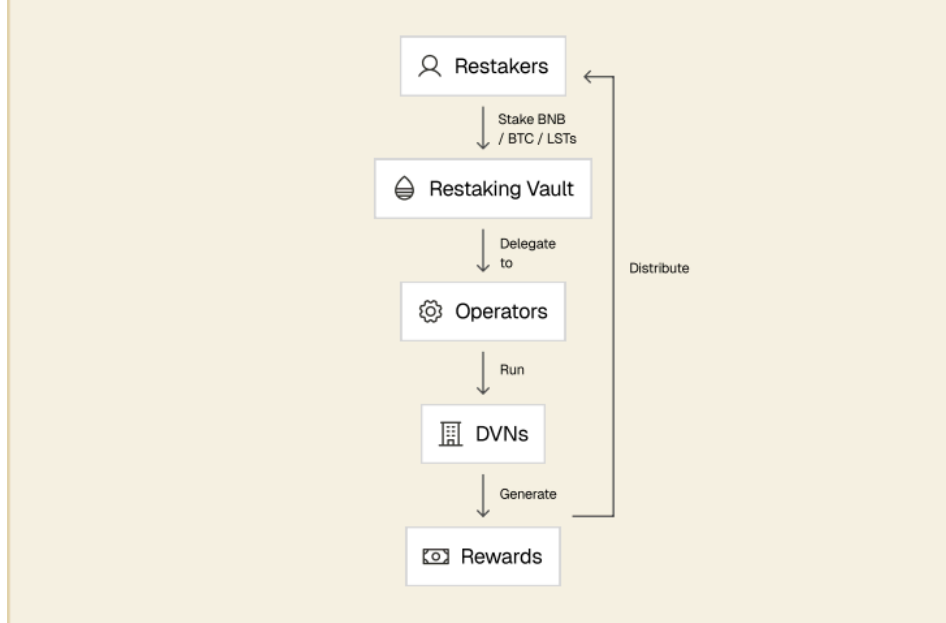 Restakers
Stake BNB
/ BTC / LSTs
Restaking Vault
Delegate
to
Distribute
Operators
Run
DVNs
Generate
Rewards